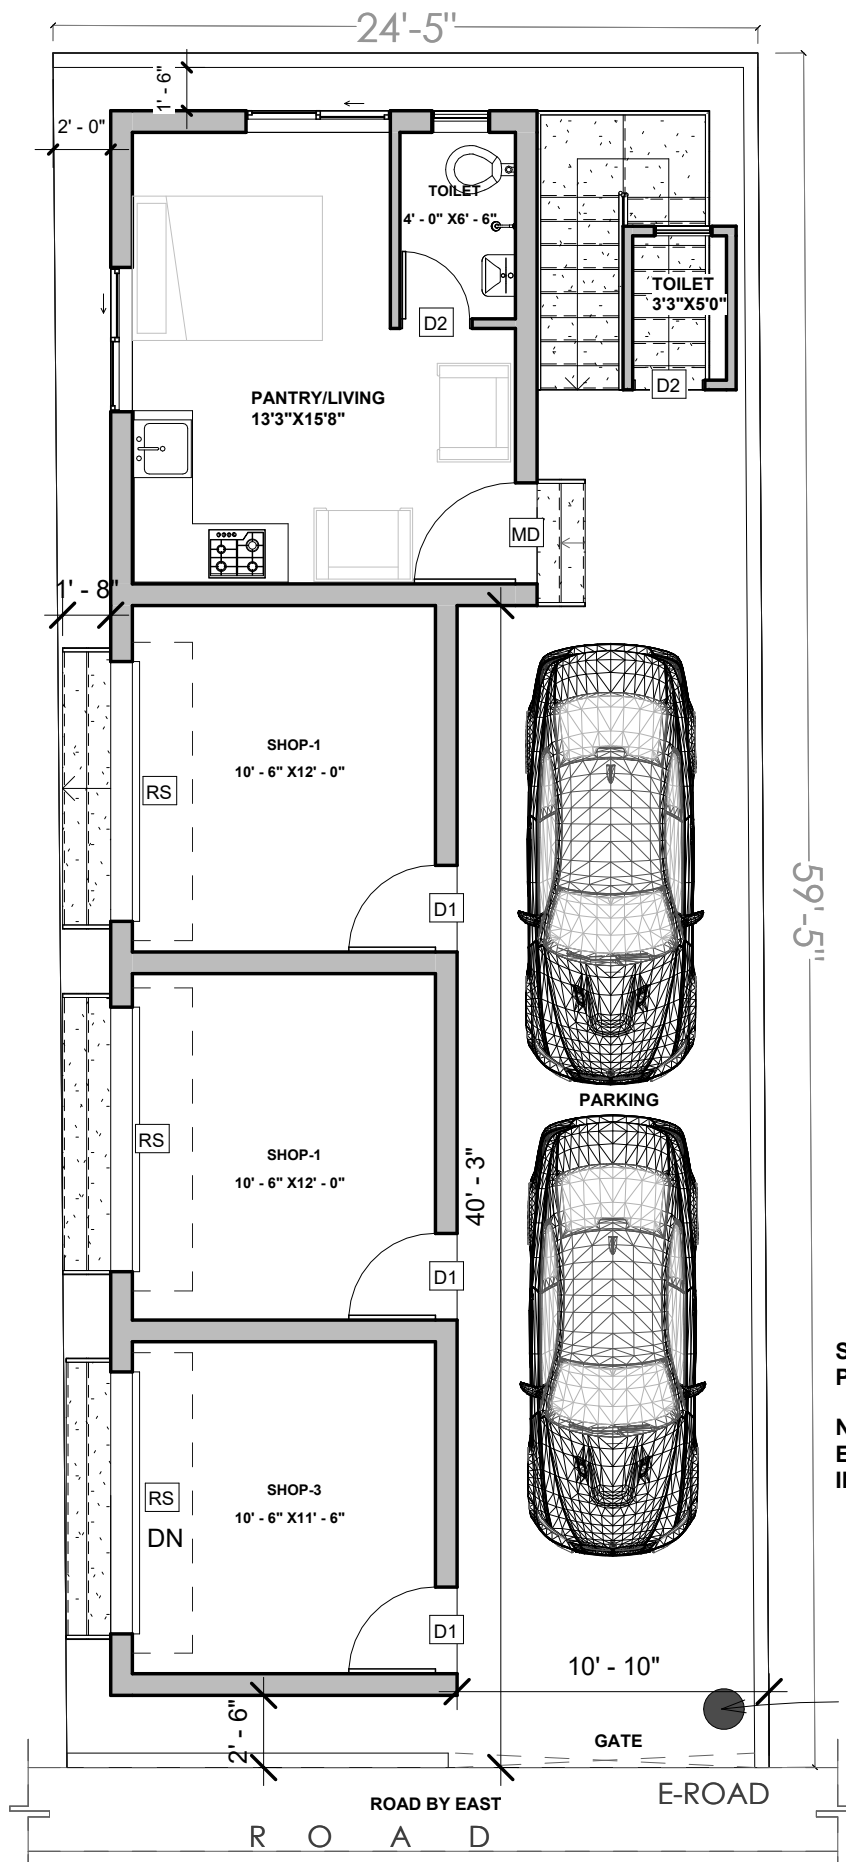 24'-5"
1' - 6"
2' - 0"
TOILET
4' - 0" X6' - 6"
TOILET
3'3"X5'0"
D2
D2
PANTRY/LIVING
13'3"X15'8"
MD
1' - 8"
SHOP-1
10' - 6" X12' - 0"
RS
59'-5"
D1
PARKING
RS
SHOP-1
10' - 6" X12' - 0"
40' - 3"
D1
S
P
N
E
RS
SHOP-3
10' - 6" X11' - 6"
DN
D1
10' - 10"
2' - 6"
GATE
E-ROAD
ROAD BY EAST
R O A D